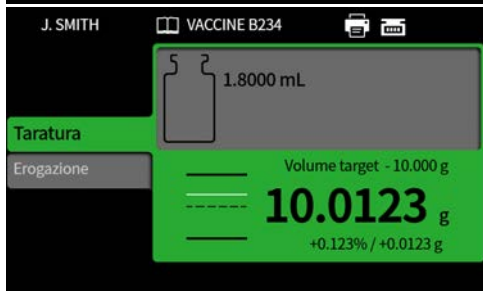 J. SMITH
VACCINE B234
1.8000 mL
Taratura
Erogazione
Volume target - 10.000 g
10.0123 g
+0.123% / +0.0123 g